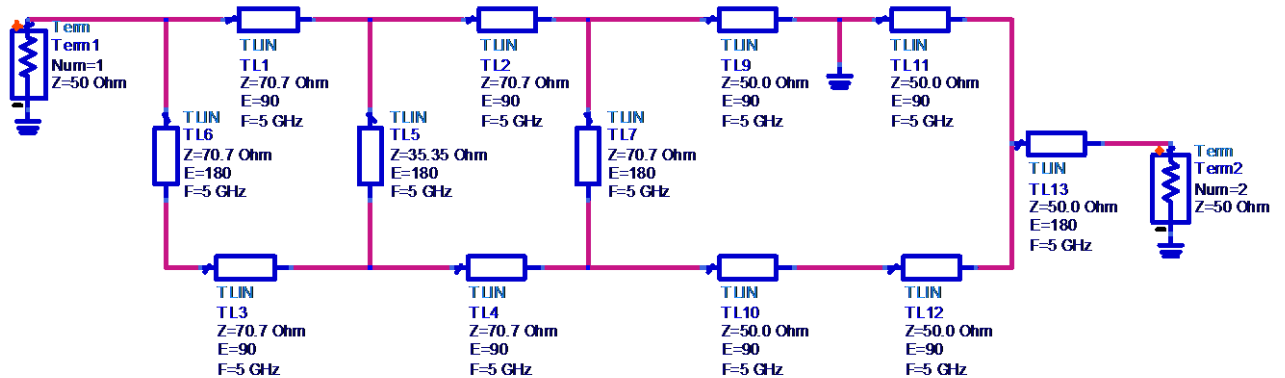 Term
Term1
Num=1
Z=50 Ohm
TLIN
TL1
Z=70.7 Ohm
E=90
F=5 GHz
TLIN
TL2
Z=70.7 Ohm
E=90
F=5 GHz
TLIN
TL9
Z=50.0 Ohm
E=90
F=5 GHz
TLIN
TL11
Z=50.0 Ohm
E=90
F=5 GHz
TLIN
TL6
Z=70.7 Ohm
E=180
F=5 GHz
TLIN
TL5
Z=35.35 Ohm
E=180
F=5 GHz
TLIN
TL7
Z=70.7 Ohm
E=180
F=5 GHz
TLIN
TL13
Z=50.0 Ohm
E=180
F=5 GHz
Term
Term2
Num=2
Z=50 Ohm
TLIN
TL3
Z=70.7 Ohm
E=90
F=5 GHz
TLIN
TL4
Z=70.7 Ohm
E=90
F=5 GHz
TLIN
TL10
Z=50.0 Ohm
E=90
F=5 GHz
TLIN
TL12
Z=50.0 Ohm
E=90
F=5 GHz